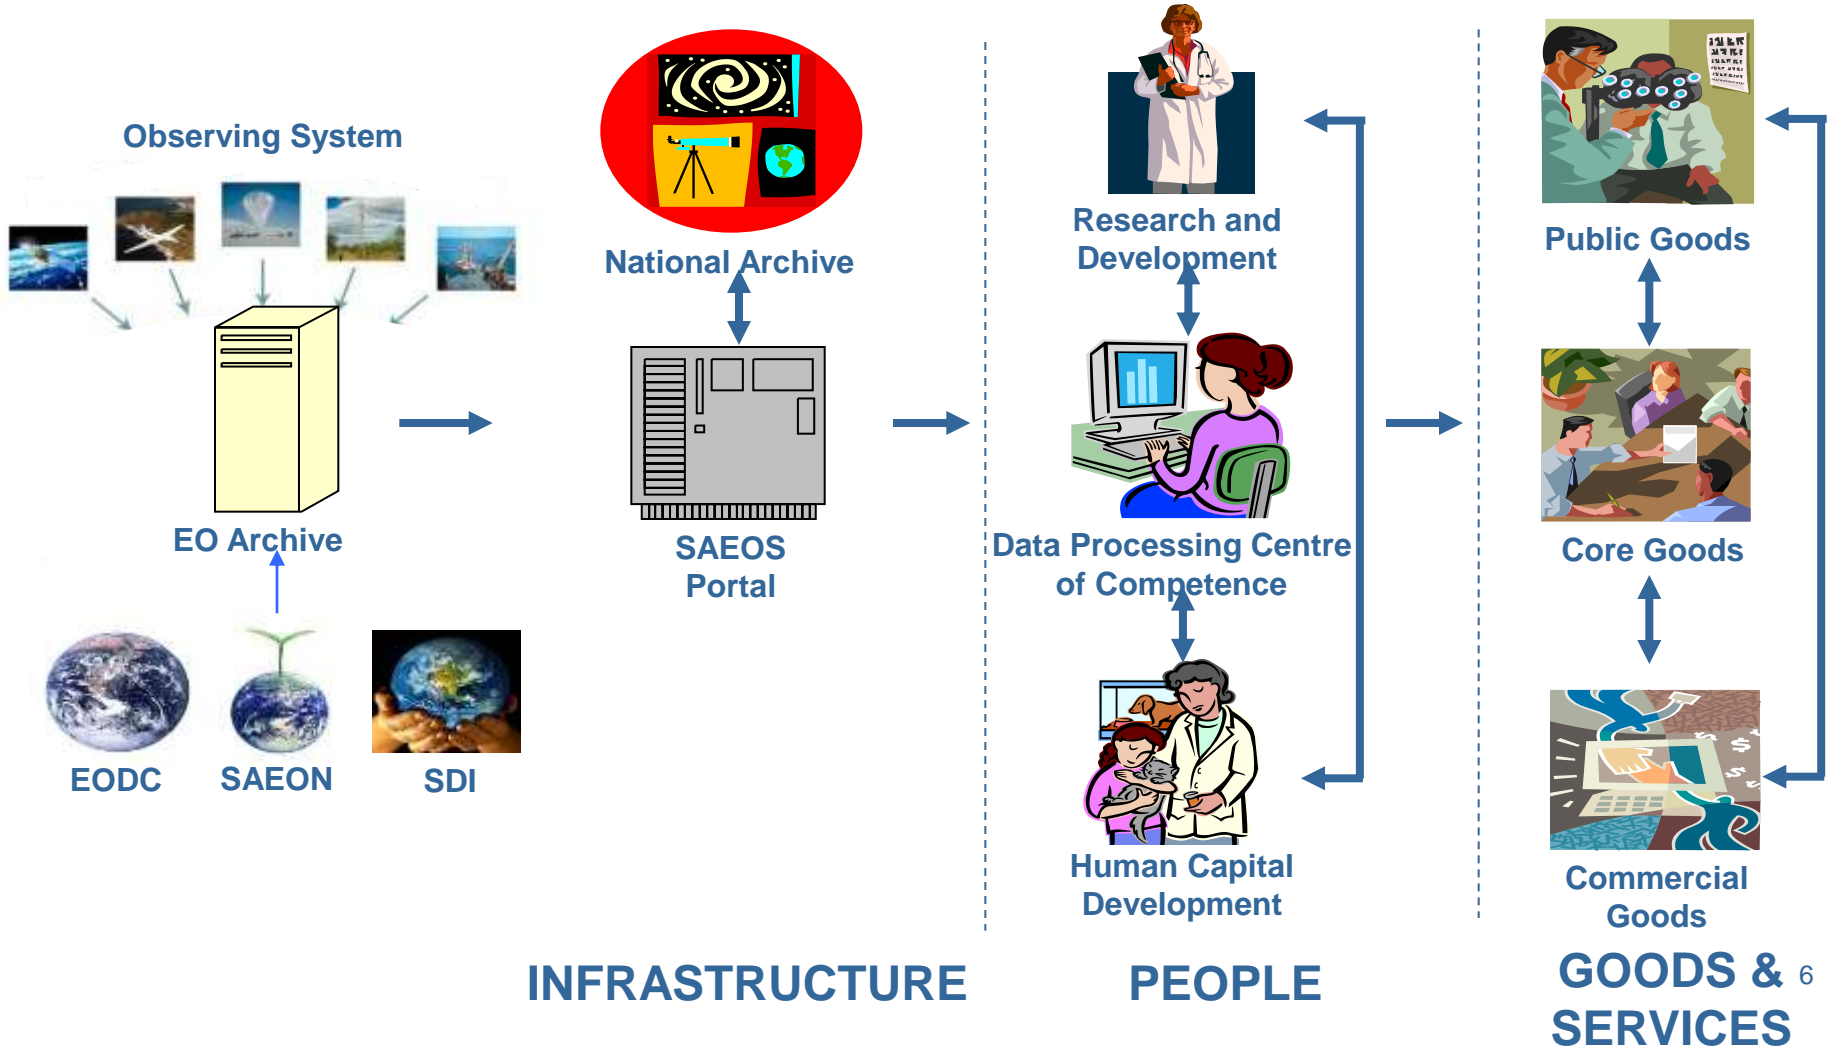 Observing System
EO Archive
EODC
SAEON
SDI
National Archive
SAEOS
Portal
Research and
Development
Data Processing Centre
of Competence
Human Capital
Development
Public Goods
Core Goods
Commercial
Goods
INFRASTRUCTURE
PEOPLE
GOODS &
SERVICES
6